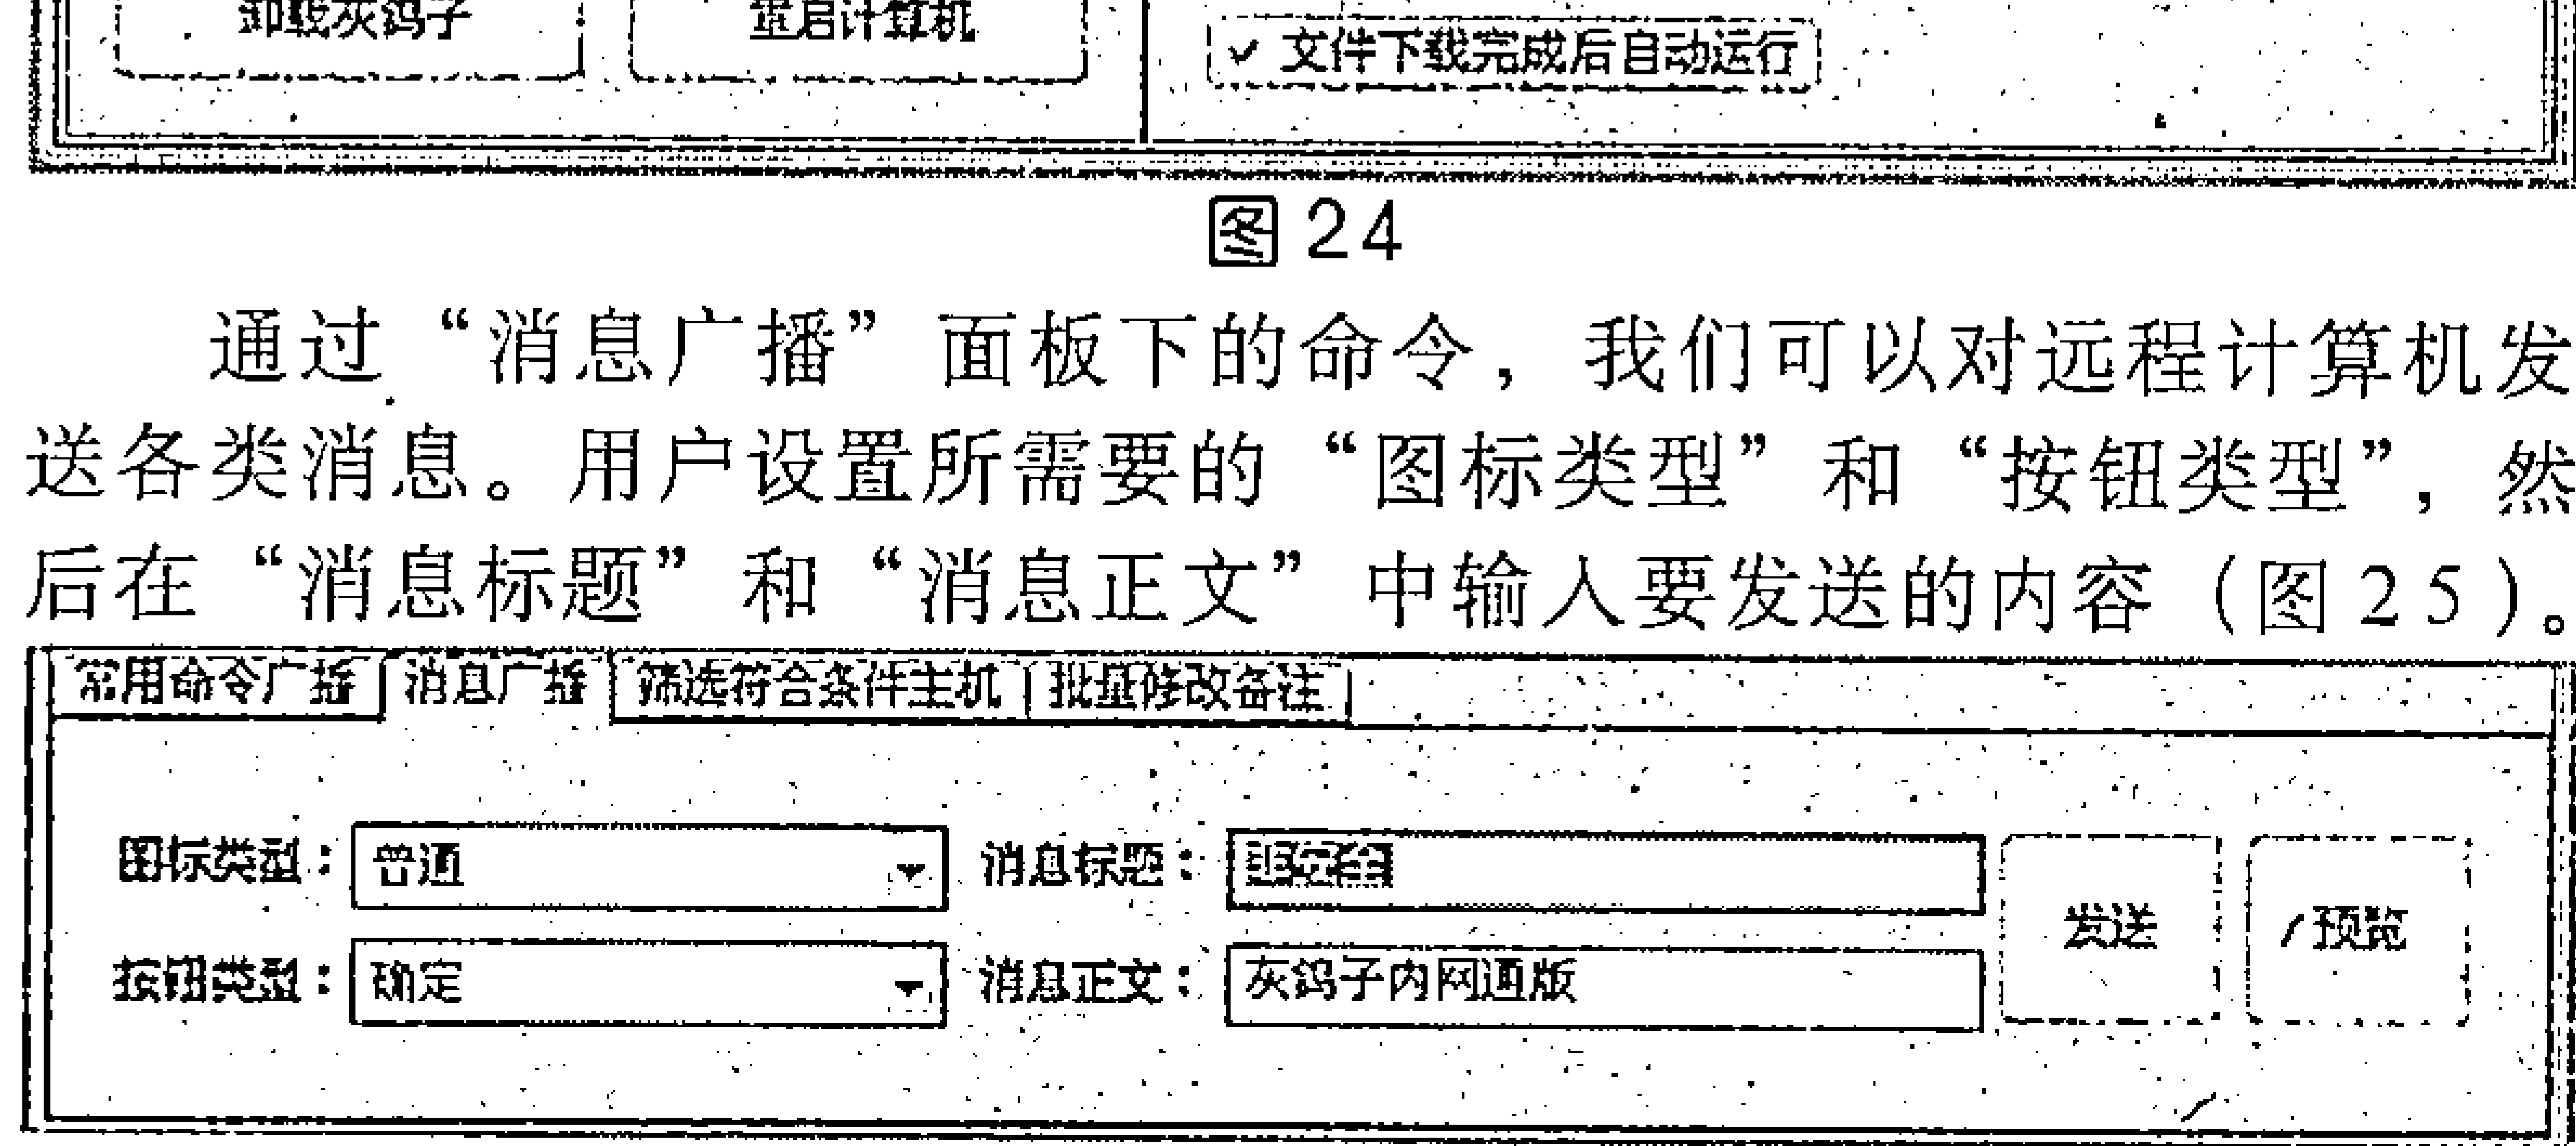 卸载灰鸽子 重启计算机
✓ 文件下载完成后自动运行
图24
通过“消息广播”面板下的命令，我们可以对远程计算机发
送各类消息。用户设置所需要的“图标类型”和“按钮类型”，然
后在“消息标题”和“消息正文”中输入要发送的内容（图25）。
常用命令广播 消息广播 筛选符合条件主机 批量修改备注
图标类型： 普通 消息标题： 非安全
按钮类型： 确定 消息正文： 灰鸽子内网通版
发送 预览